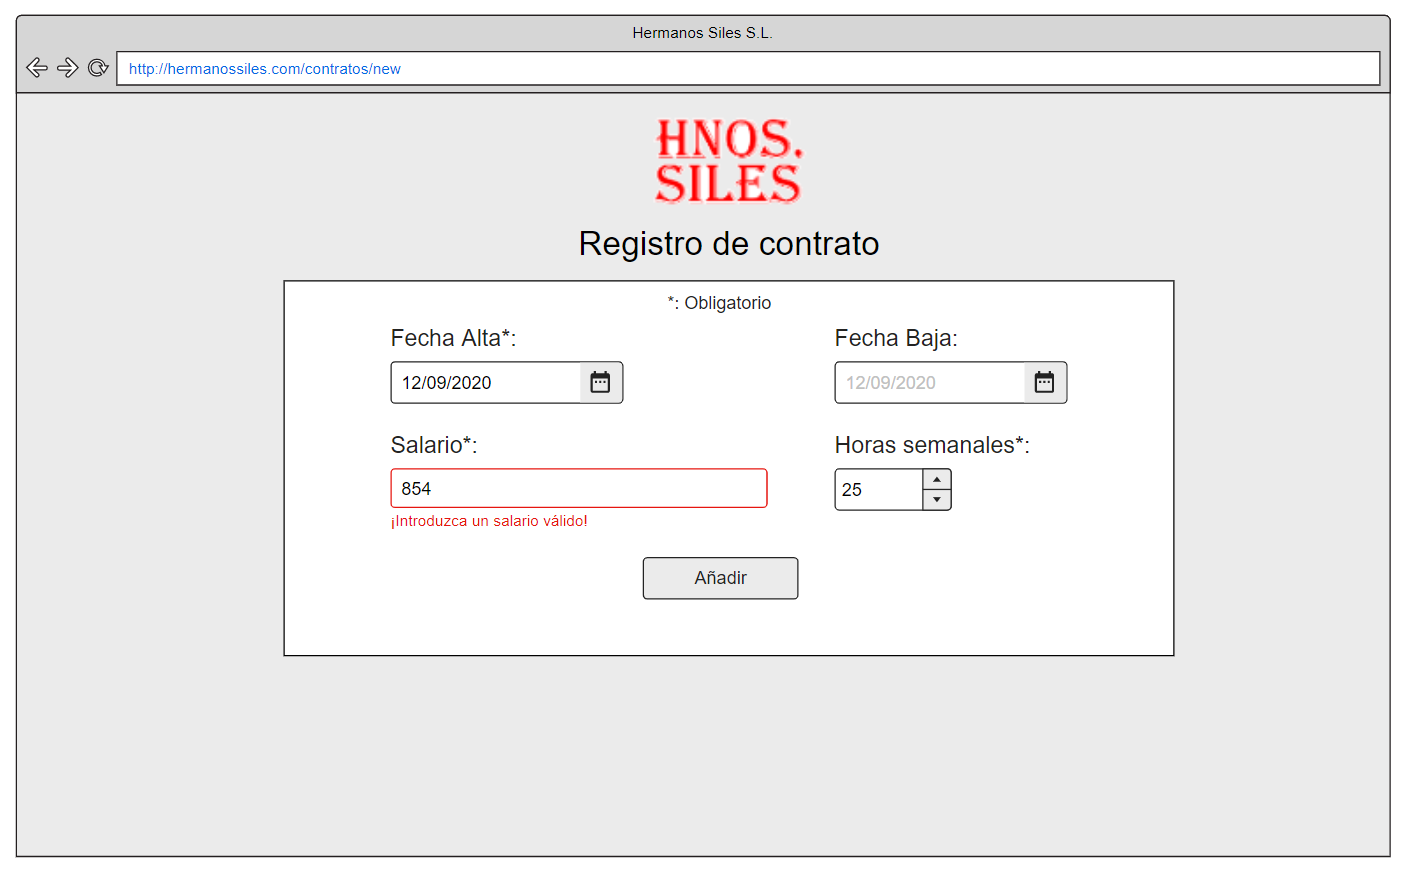 Hermanos Siles S.L.
http://hermanossiles.com/contratos/new
HNOS.
SILES
Registro de contrato
*: Obligatorio
Fecha Alta*:
Fecha Baja:
12/09/2020
12/09/2020
Salario*:
Horas semanales*:
854
25
¡Introduzca un salario válido!
Añadir